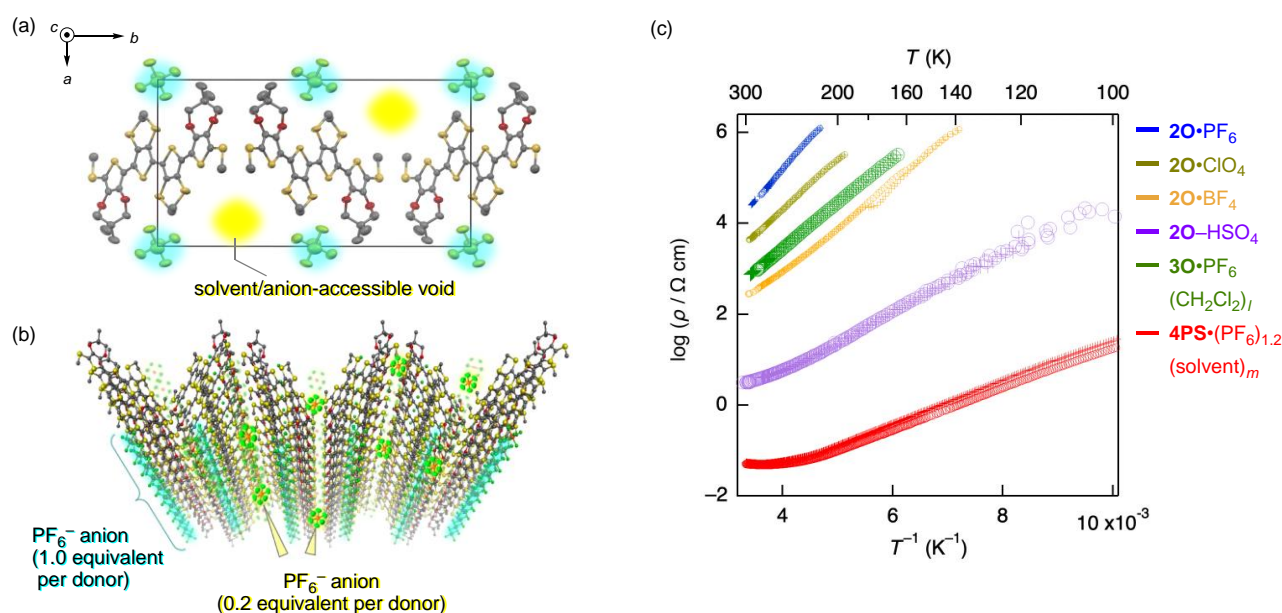 (a)
c
b
a
solvent/anion-accessible void
(b)
PF6− anion
(1.0 equivalent
per donor)
PF6− anion
(0.2 equivalent per donor)
(c)
T (K)
300 200 160 140 120 100
6
4
2
0
−2
log (ρ / Ω cm)
4 6 8 10 x10−3
T−1 (K−1)
2O•PF6
2O•ClO4
2O•BF4
2O–HSO4
3O•PF6
(CH2Cl2)l
4PS•(PF6)1.2
(solvent)m